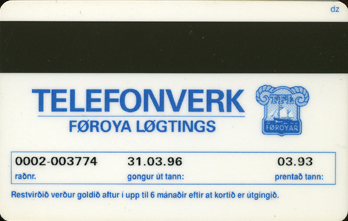 dz
TELEFONVERK
FØROYA LØGTINGS
TFL
FØROYAR
0002-003774 31.03.96 03.93
raðnr. gongur út tann: prentað tann:
Restvirðið verður goldið aftur í upp til 6 mánaðir eftir at kortið er útgingið.